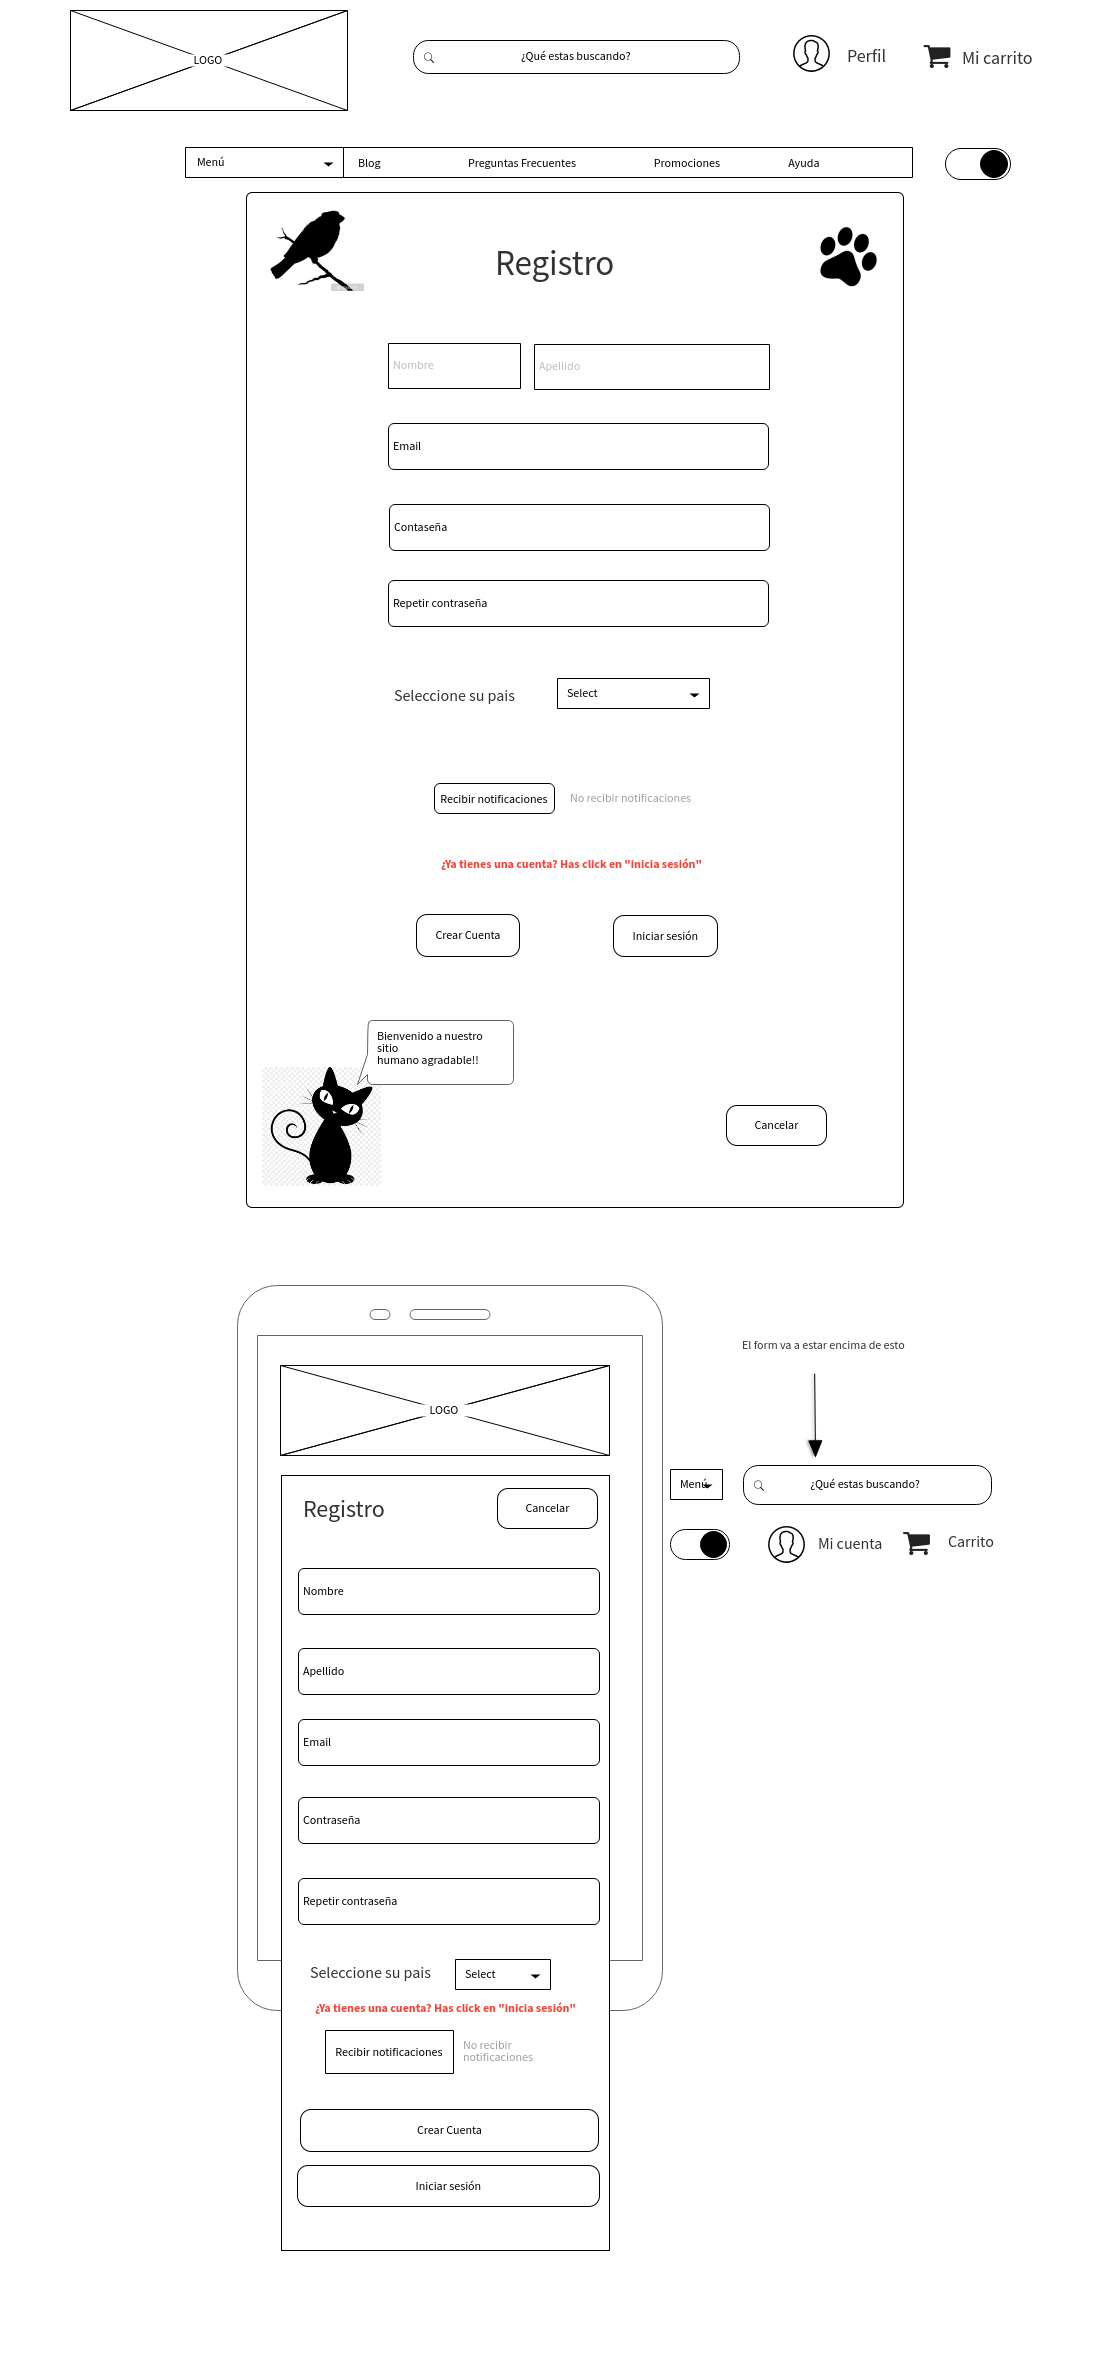 LOGO
¿Qué estas buscando?
Perfil
Mi carrito
Menú
Blog
Preguntas Frecuentes
Promociones
Ayuda
Registro
Nombre
Apellido
Email
Contaseña
Repetir contraseña
Seleccione su pais
Select
Recibir notificaciones
No recibir notificaciones
¿Ya tienes una cuenta? Has click en "inicia sesión"
Crear Cuenta
Iniciar sesión
Bienvenido a nuestro
sitio
humano agradable!!
Cancelar
El form va a estar encima de esto
LOGO
Menú
¿Qué estas buscando?
Registro
Cancelar
Mi cuenta
Carrito
Nombre
Apellido
Email
Contraseña
Repetir contraseña
Seleccione su pais
Select
¿Ya tienes una cuenta? Has click en "inicia sesión"
Recibir notificaciones
No recibir
notificaciones
Crear Cuenta
Iniciar sesión